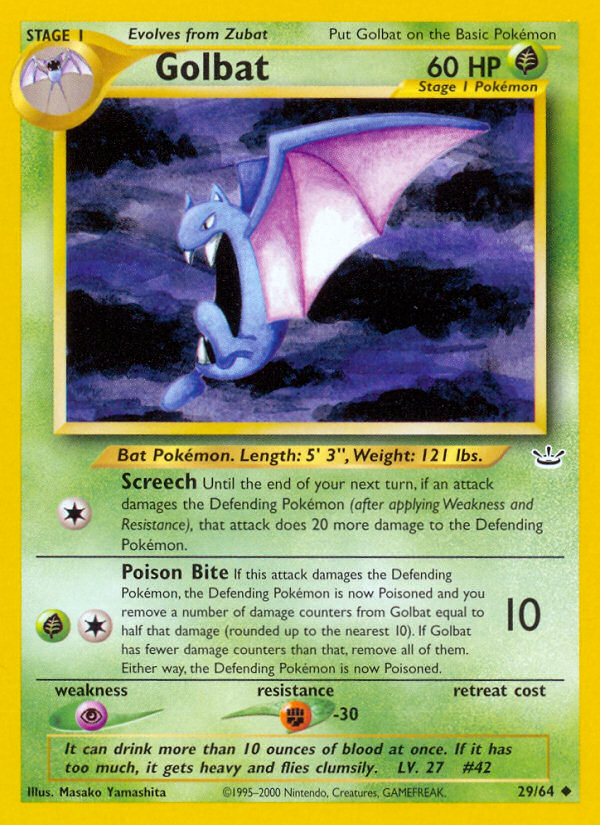 STAGE 1 Evolves from Zubat Put Golbat on the Basic Pokémon
Golbat 60 HP
Stage 1 Pokémon
Bat Pokémon. Length: 5' 3", Weight: 121 lbs.
Screech Until the end of your next turn, if an attack
damages the Defending Pokémon (after applying Weakness and
Resistance), that attack does 20 more damage to the Defending
Pokémon.
Poison Bite If this attack damages the Defending
Pokémon, the Defending Pokémon is now Poisoned and you
remove a number of damage counters from Golbat equal to
half that damage (rounded up to the nearest 10). If Golbat
has fewer damage counters than that, remove all of them.
Either way, the Defending Pokémon is now Poisoned.
10
weakness resistance retreat cost
-30
It can drink more than 10 ounces of blood at once. If it has
too much, it gets heavy and flies clumsily. LV. 27 #42
Illus. Masako Yamashita ©1995–2000 Nintendo, Creatures, GAMEFREAK. 29/64